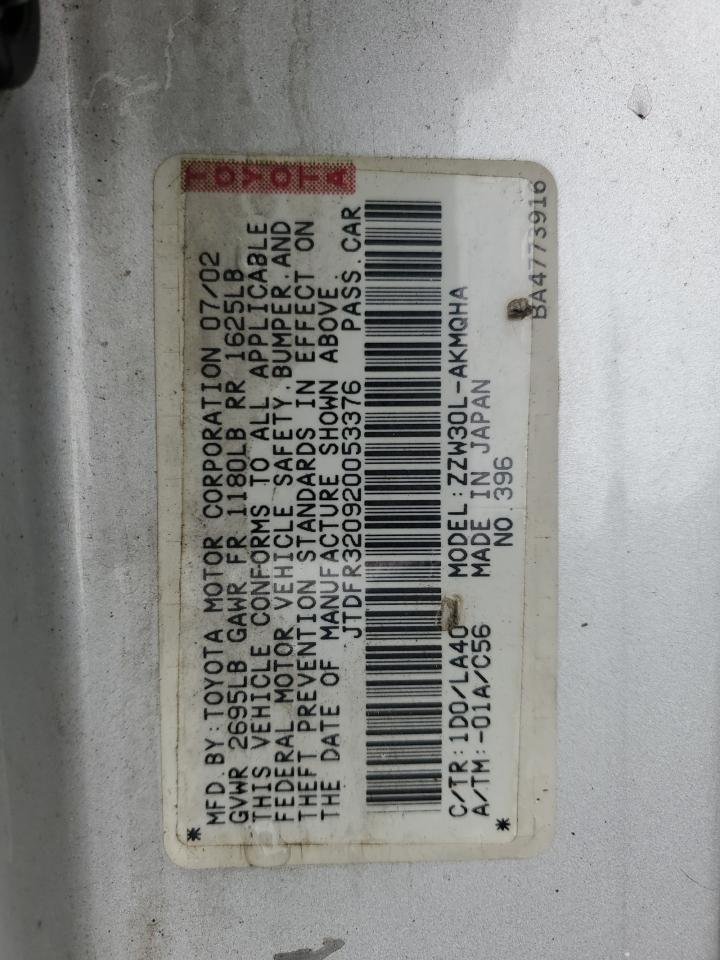 TOYOTA
MFD.BY:TOYOTA MOTOR CORPORATION 07/02
GVWR 2695LB GAWR FR 1180LB RR 1625LB
THIS VEHICLE CONFORMS TO ALL APPLICABLE
FEDERAL MOTOR VEHICLE SAFETY,BUMPER,AND
THEFT PREVENTION STANDARDS IN EFFECT ON
THE DATE OF MANUFACTURE SHOWN ABOVE.
JTDFR320920053376 PASS.CAR
C/TR:1D0/LA40 MODEL:ZZW30L-AKMQHA
A/TM:-01A/C56 MADE IN JAPAN
NO.396
BA4773916